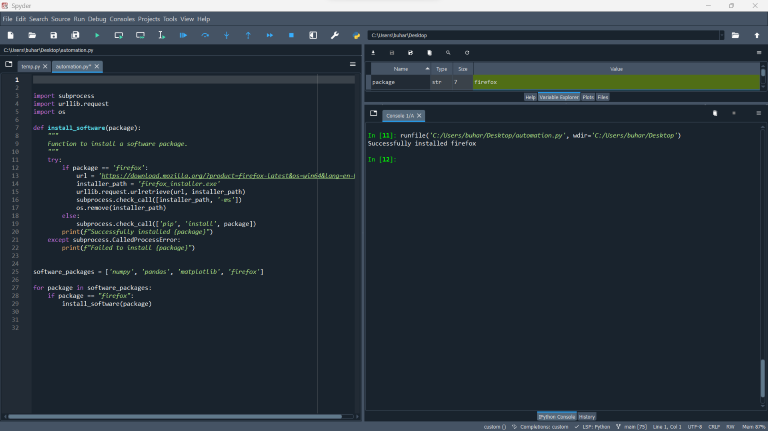 Spyder
File Edit Search Source Run Debug Consoles Projects Tools View Help
C:\Users\buhar\Desktop
C:\Users\buhar\Desktop\automation.py
temp.py
automation.py*
1
2
3 import subprocess
4 import urllib.request
5 import os
6
7 def install_software(package):
8 """
9 Function to install a software package.
10 """
11 try:
12 if package == 'firefox':
13 url = 'https://download.mozilla.org/?product=firefox-latest&os=win64&lang=en-
14 installer_path = 'firefox_installer.exe'
15 urllib.request.urlretrieve(url, installer_path)
16 subprocess.check_call([installer_path, '-ms'])
17 os.remove(installer_path)
18 else:
19 subprocess.check_call(['pip', 'install', package])
20 print(f"Successfully installed {package}")
21 except subprocess.CalledProcessError:
22 print(f"Failed to install {package}")
23
24
25 software_packages = ['numpy', 'pandas', 'matplotlib', 'firefox']
26
27 for package in software_packages:
28 if package == "firefox":
29 install_software(package)
30
31
32
Name Type Size Value
package str 7 firefox
Help Variable Explorer Plots Files
Console 1/A
In [11]: runfile('C:/Users/buhar/Desktop/automation.py', wdir='C:/Users/buhar/Desktop')
Successfully installed firefox
In [12]:
IPython Console History
custom () Completions: custom LSP: Python main [75] Line 1, Col 1 UTF-8 CRLF RW Mem 87%